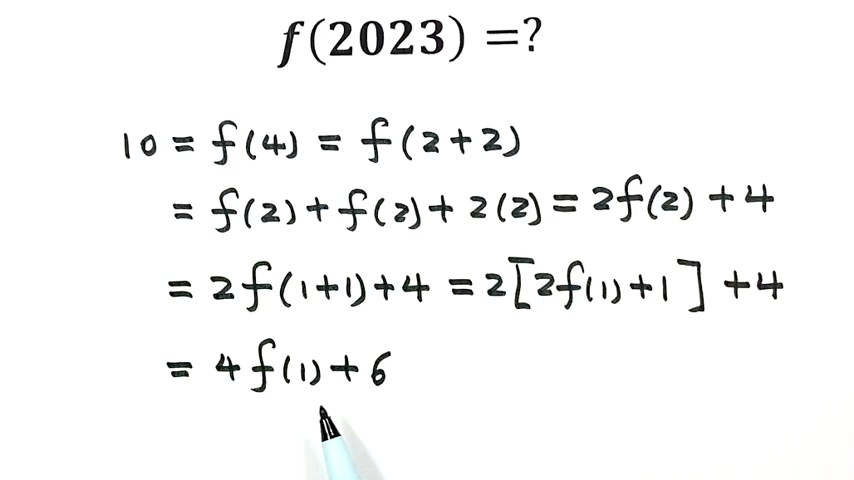 f(2023) =?
10 = f(4) = f(2+2)
= f(2) + f(2) + 2(2) = 2f(2) + 4
= 2f(1+1) + 4 = 2[2f(1)+1] + 4
= 4f(1) + 6